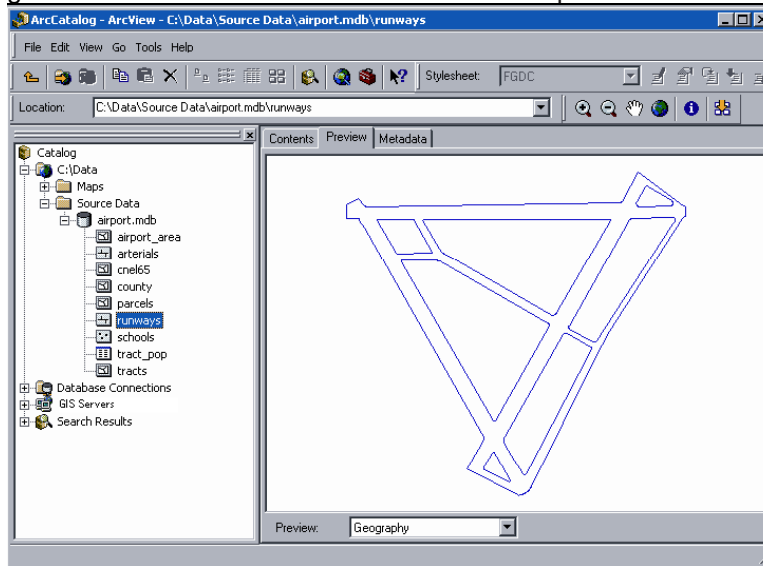 ArcCatalog - ArcView - C:\Data\Source Data\airport.mdb\runways
File Edit View Go Tools Help
Stylesheet: FGDC
Location: C:\Data\Source Data\airport.mdb\runways
Contents Preview Metadata
Catalog
C:\Data
Maps
Source Data
airport.mdb
airport_area
arterials
cnel65
county
parcels
runways
schools
tract_pop
tracts
Database Connections
GIS Servers
Search Results
Preview: Geography